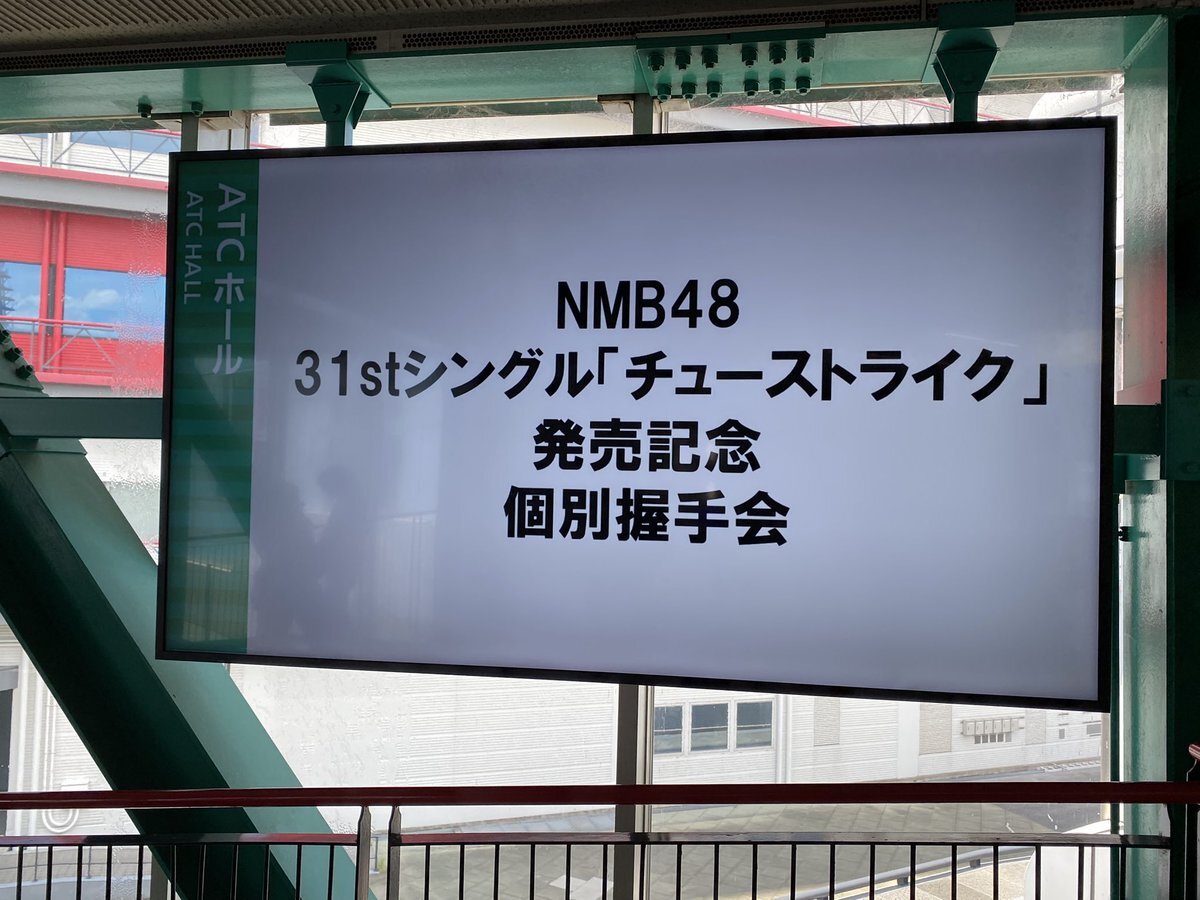 ATCホール
ATC HALL
NMB48
31stシングル「チューストライク」
発売記念
個別握手会